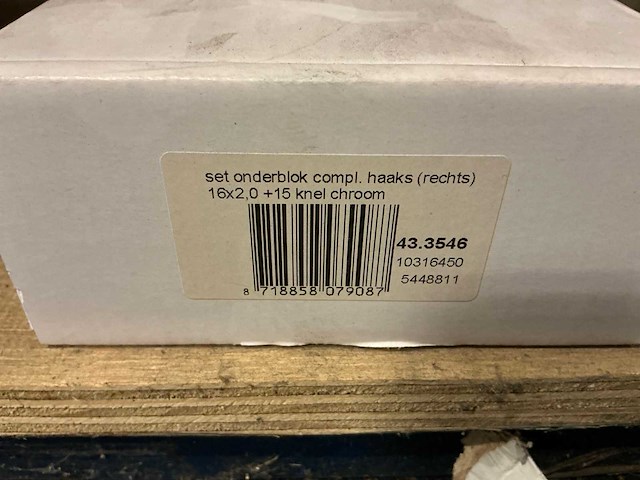 set onderblok compl. haaks (rechts)
16x2,0 +15 knel chroom
43.3546
10316450
5448811
8 718858 079087